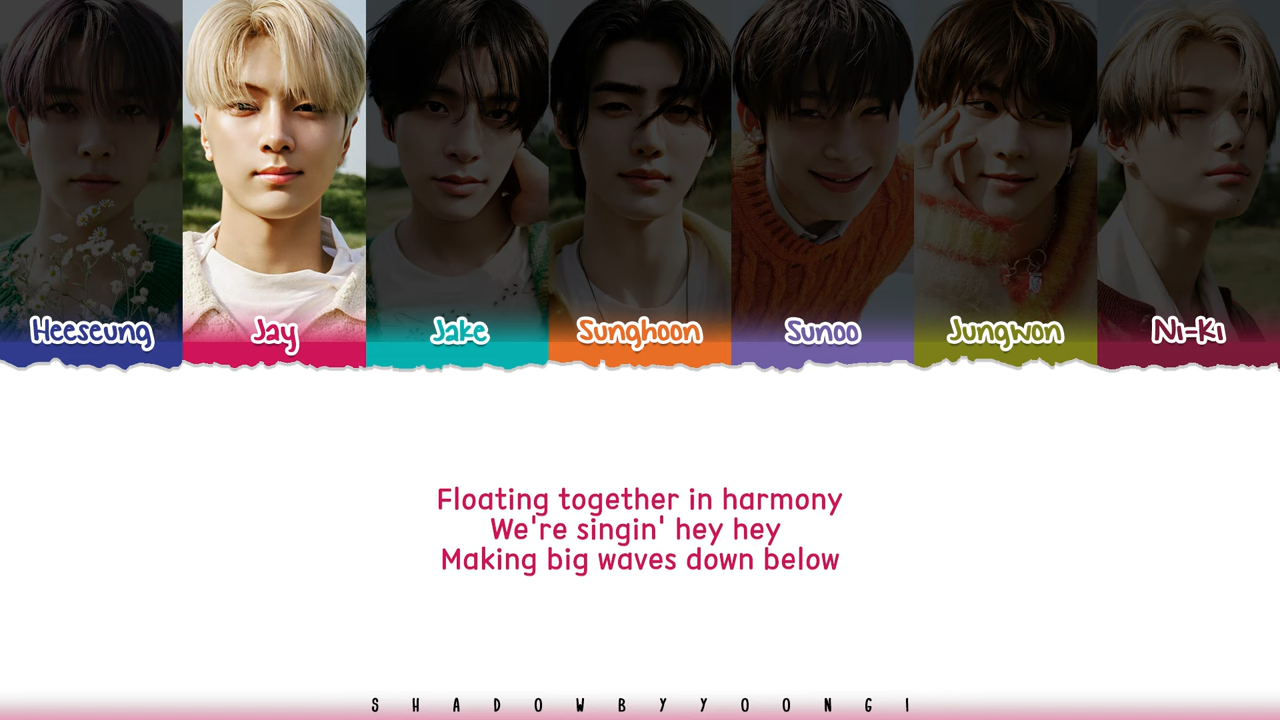 Heeseung
Jay
Jake
Sunghoon
Sunoo
Jungwon
Ni-Ki
Floating together in harmony
We're singin' hey hey
Making big waves down below
SHADOWBYYOONGI